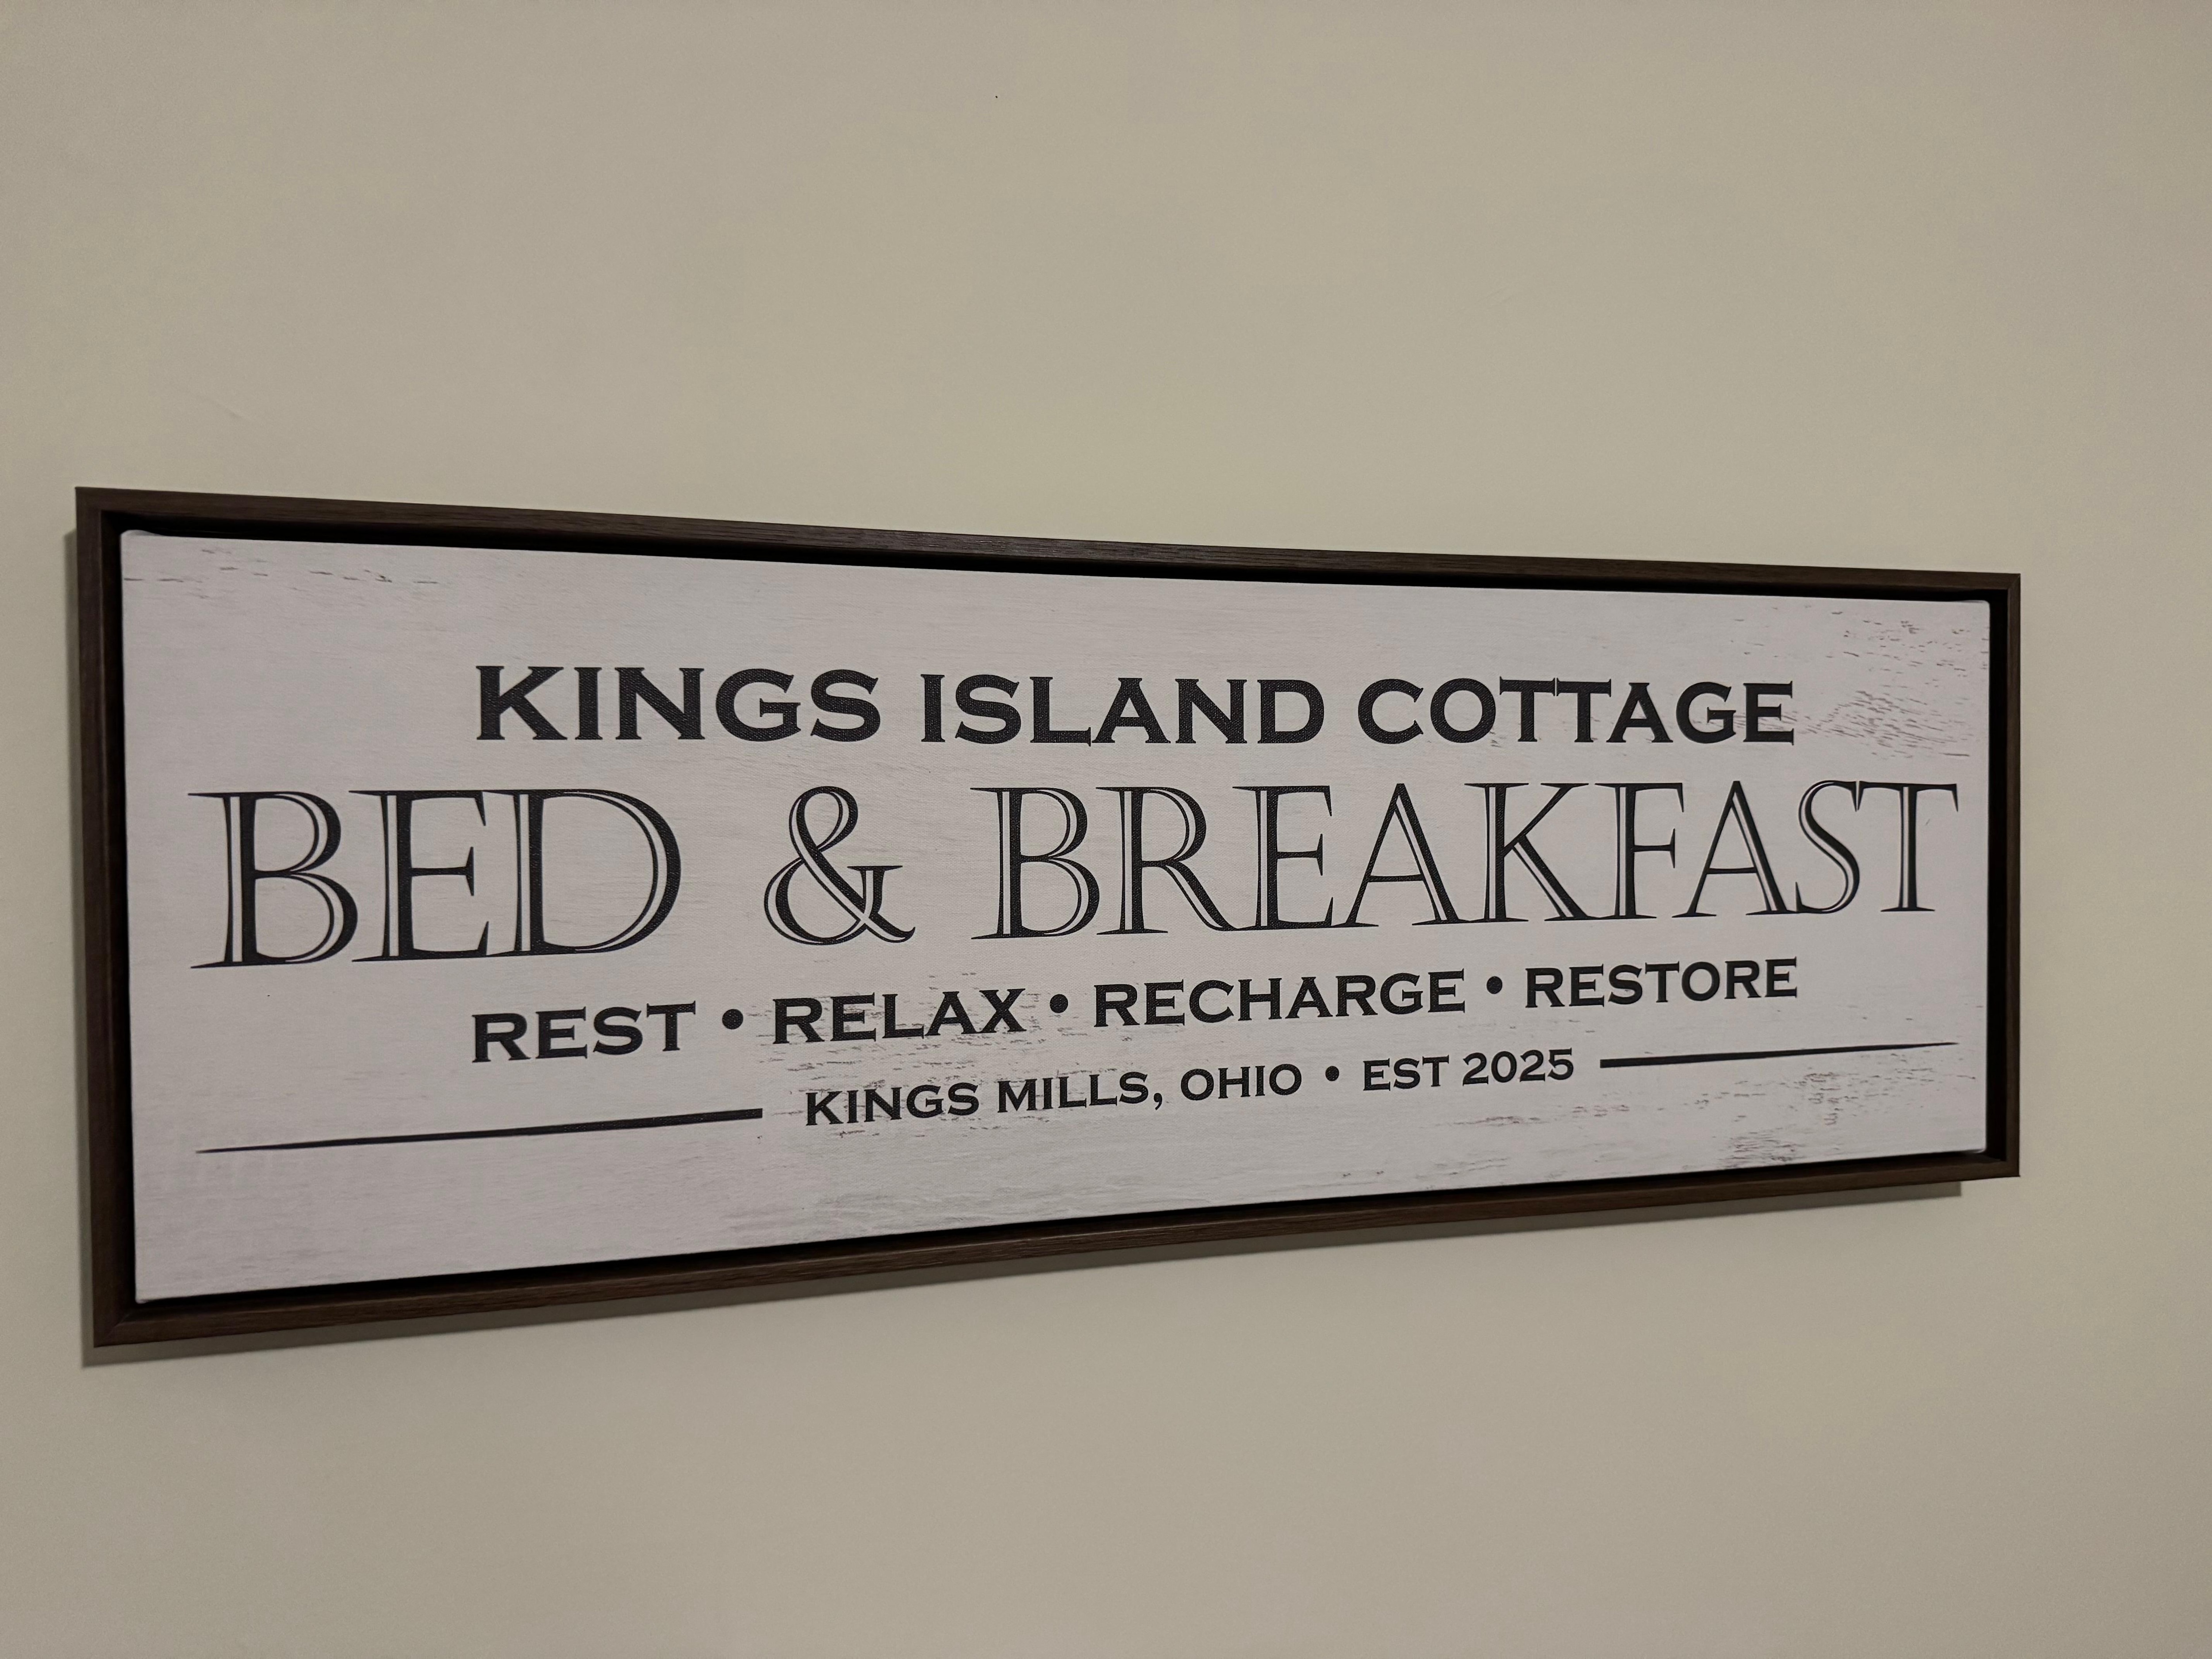 KINGS ISLAND COTTAGE
BED & BREAKFAST
REST • RELAX • RECHARGE • RESTORE
KINGS MILLS, OHIO • EST 2025